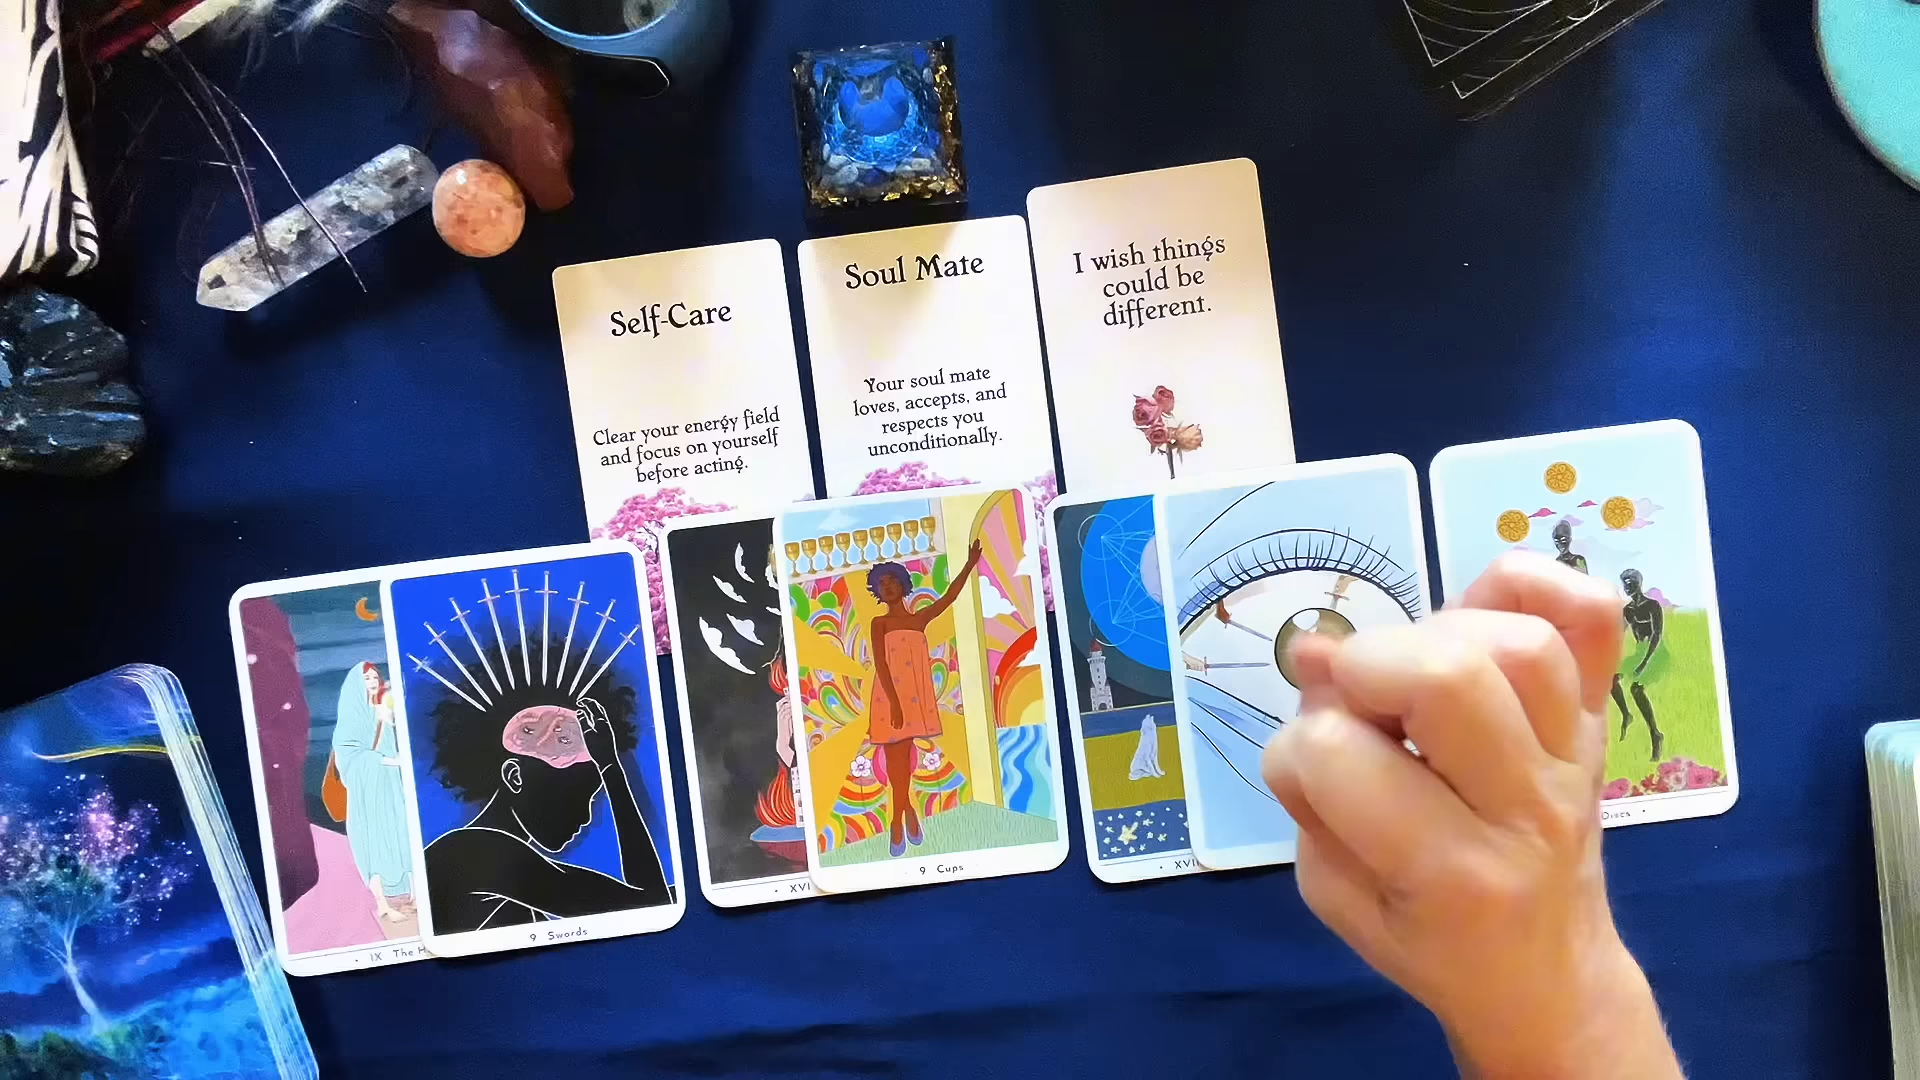 Self-Care
Clear your energy field
and focus on yourself
before acting.
Soul Mate
Your soul mate
loves, accepts, and
respects you
unconditionally.
I wish things
could be
different.
IX The
9 Swords
XVI
9 Cups
XVII
Discs